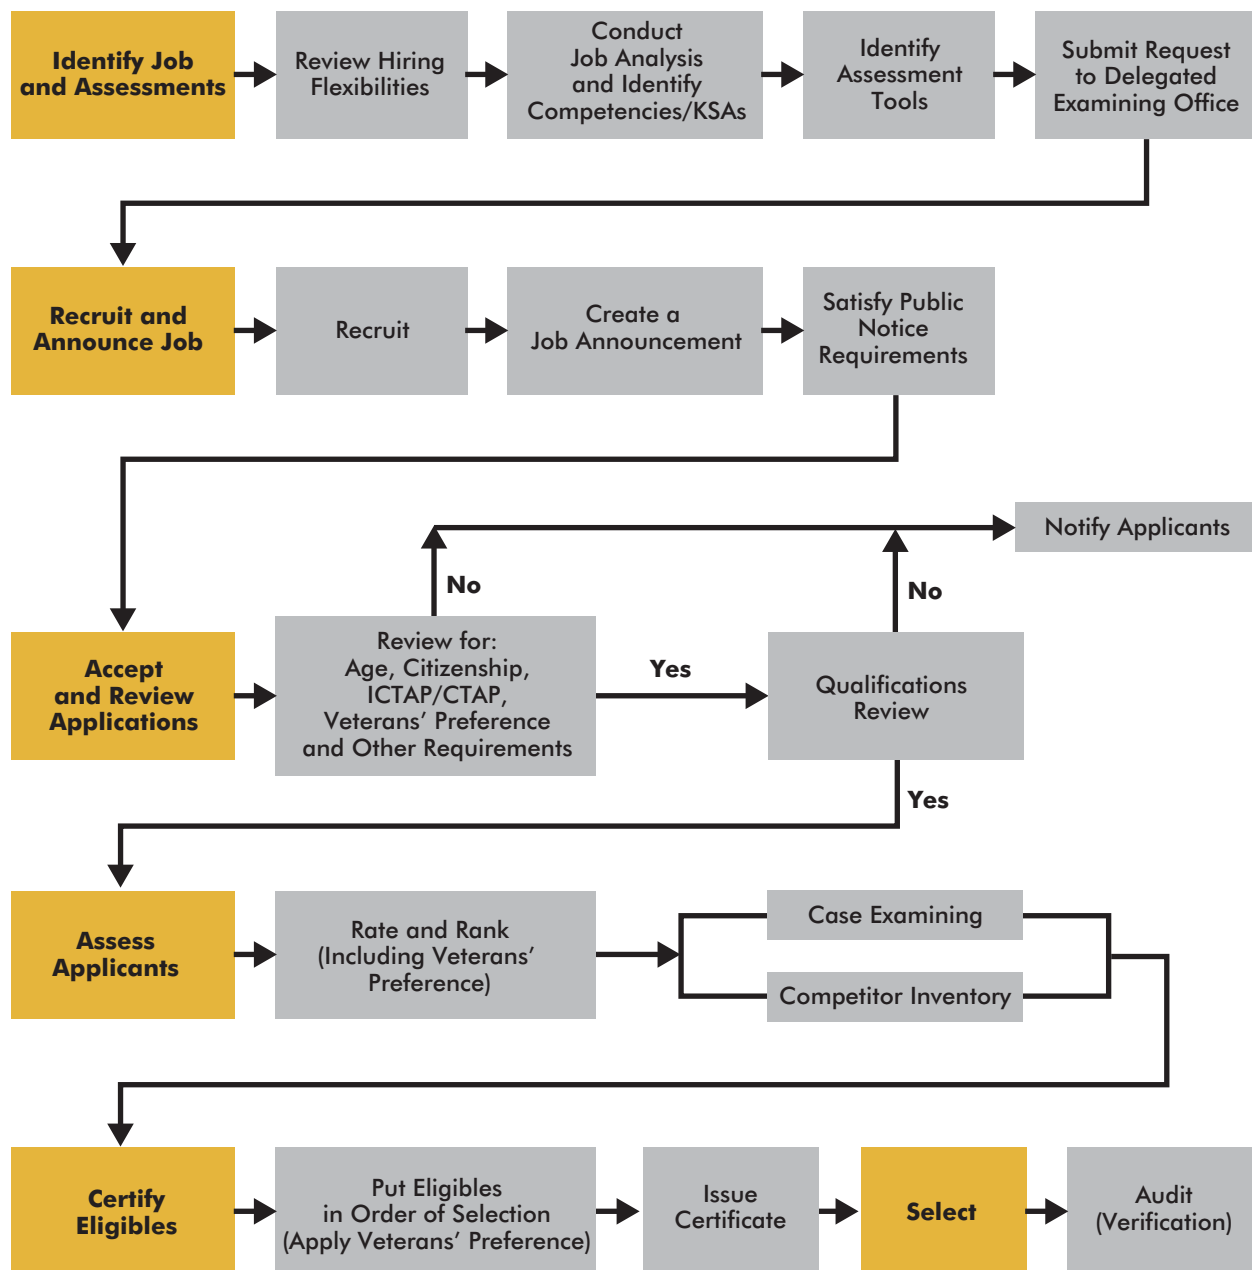 Identify Job
and Assessments
Review Hiring
Flexibilities
Conduct
Job Analysis
and Identify
Competencies/KSAs
Identify
Assessment
Tools
Submit Request
to Delegated
Examining Office
Recruit and
Announce Job
Recruit
Create a
Job Announcement
Satisfy Public
Notice
Requirements
Notify Applicants
No
No
Accept
and Review
Applications
Review for:
Age, Citizenship,
ICTAP/CTAP,
Veterans’ Preference
and Other Requirements
Yes
Qualifications
Review
Yes
Assess
Applicants
Rate and Rank
(Including Veterans’
Preference)
Case Examining
Competitor Inventory
Certify
Eligibles
Put Eligibles
in Order of Selection
(Apply Veterans’ Preference)
Issue
Certificate
Select
Audit
(Verification)